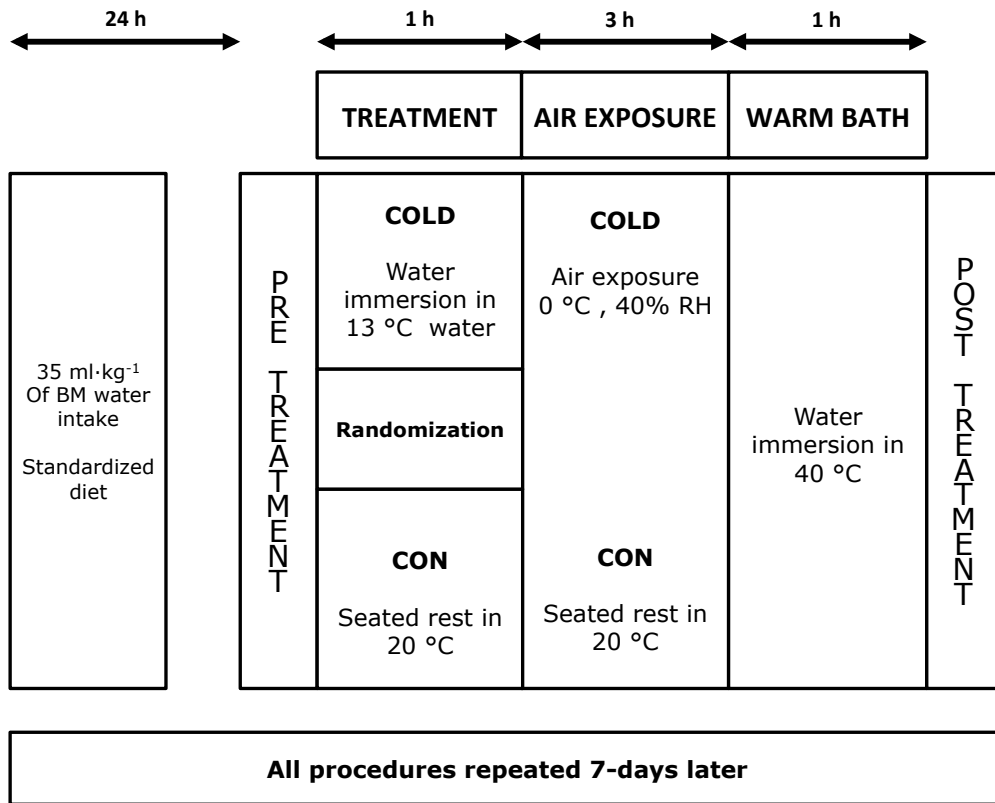 24 h
1 h
3 h
1 h
TREATMENT
AIR EXPOSURE
WARM BATH
35 ml·kg⁻¹
Of BM water
intake
Standardized
diet
PRE TREATMENT
COLD
Water
immersion in
13 °C water
Randomization
CON
Seated rest in
20 °C
COLD
Air exposure
0 °C , 40% RH
CON
Seated rest in
20 °C
Water
immersion in
40 °C
POST TREATMENT
All procedures repeated 7-days later